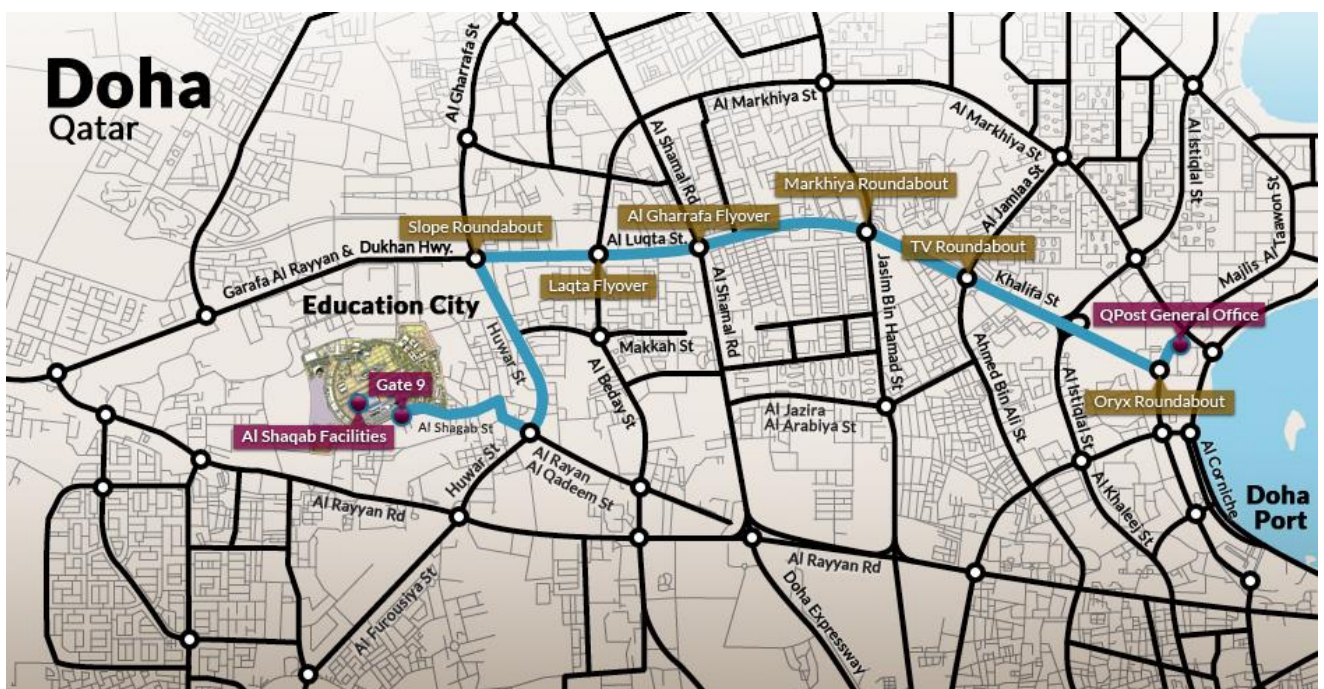 Doha
Qatar
Al Gharrafa St
Al Shamal Rd
Al Markhiya St
Al Markhiya St
Al Istiqlal St
Taawon St
Majlis Al
Al Jamiaa St
Markhiya Roundabout
Al Gharrafa Flyover
Slope Roundabout
Al Luqta St.
TV Roundabout
Laqta Flyover
Garafa Al Rayyan &
Dukhan Hwy.
Khalifa St
QPost General Office
Education City
Huwar St
Makkah St
Al Shamal Rd
Jasim Bin Hamad St
Ahmed Bin Ali St
Al Istiqlal St
Oryx Roundabout
Gate 9
Al Shaqab Facilities
Al Shagab St
Al Beday St
Al Jazira
Al Arabiya St
Huwar St
Al Rayan
Al Qadeem St
Al Khaleej St
Al Corniche
Doha
Port
Al Rayyan Rd
Al Rayyan Rd
Al Furousiya St
Doha Expressway